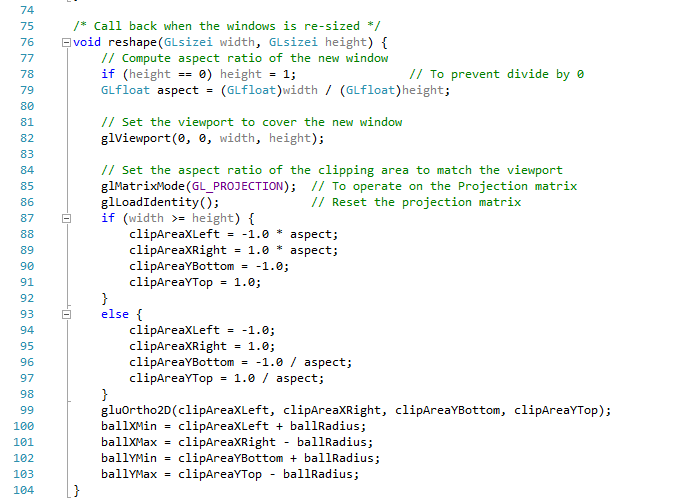 74
75 /* Call back when the windows is re-sized */
76 void reshape(GLsizei width, GLsizei height) {
77 // Compute aspect ratio of the new window
78 if (height == 0) height = 1; // To prevent divide by 0
79 GLfloat aspect = (GLfloat)width / (GLfloat)height;
80
81 // Set the viewport to cover the new window
82 glViewport(0, 0, width, height);
83
84 // Set the aspect ratio of the clipping area to match the viewport
85 glMatrixMode(GL_PROJECTION); // To operate on the Projection matrix
86 glLoadIdentity(); // Reset the projection matrix
87 if (width >= height) {
88 clipAreaXLeft = -1.0 * aspect;
89 clipAreaXRight = 1.0 * aspect;
90 clipAreaYBottom = -1.0;
91 clipAreaYTop = 1.0;
92 }
93 else {
94 clipAreaXLeft = -1.0;
95 clipAreaXRight = 1.0;
96 clipAreaYBottom = -1.0 / aspect;
97 clipAreaYTop = 1.0 / aspect;
98 }
99 gluOrtho2D(clipAreaXLeft, clipAreaXRight, clipAreaYBottom, clipAreaYTop);
100 ballXMin = clipAreaXLeft + ballRadius;
101 ballXMax = clipAreaXRight - ballRadius;
102 ballYMin = clipAreaYBottom + ballRadius;
103 ballYMax = clipAreaYTop - ballRadius;
104 }